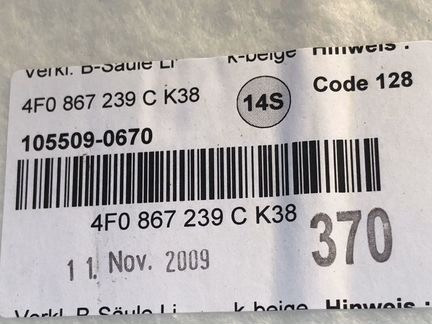 Verkl. B-Säule Li k-beige Hinweis :
4F0 867 239 C K38 14S Code 128
105509-0670
4F0 867 239 C K38
11. Nov. 2009 370
Verkl. B-Säule Li k-beige Hinweis :